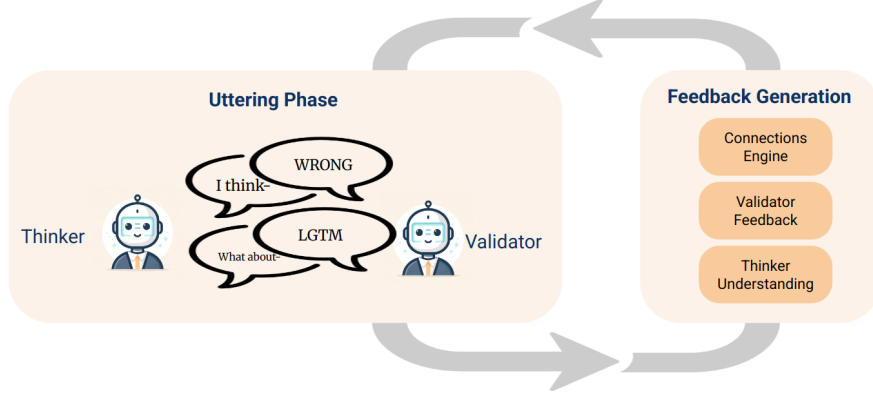 Uttering Phase
WRONG
I think-
LGTM
What about-
Thinker
Validator
Feedback Generation
Connections
Engine
Validator
Feedback
Thinker
Understanding